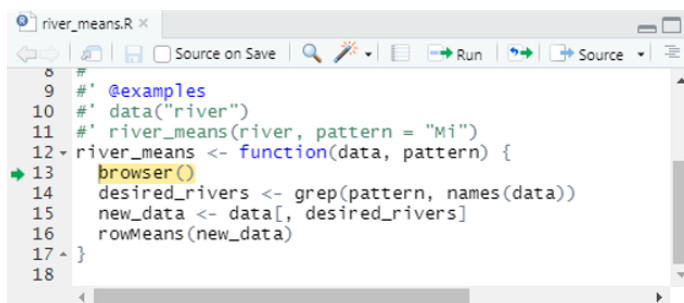 river_means.R
Source on Save Run Source
8 #'
9 #' @examples
10 #' data("river")
11 #' river_means(river, pattern = "Mi")
12 river_means <- function(data, pattern) {
13 browser()
14 desired_rivers <- grep(pattern, names(data))
15 new_data <- data[, desired_rivers]
16 rowMeans(new_data)
17 }
18